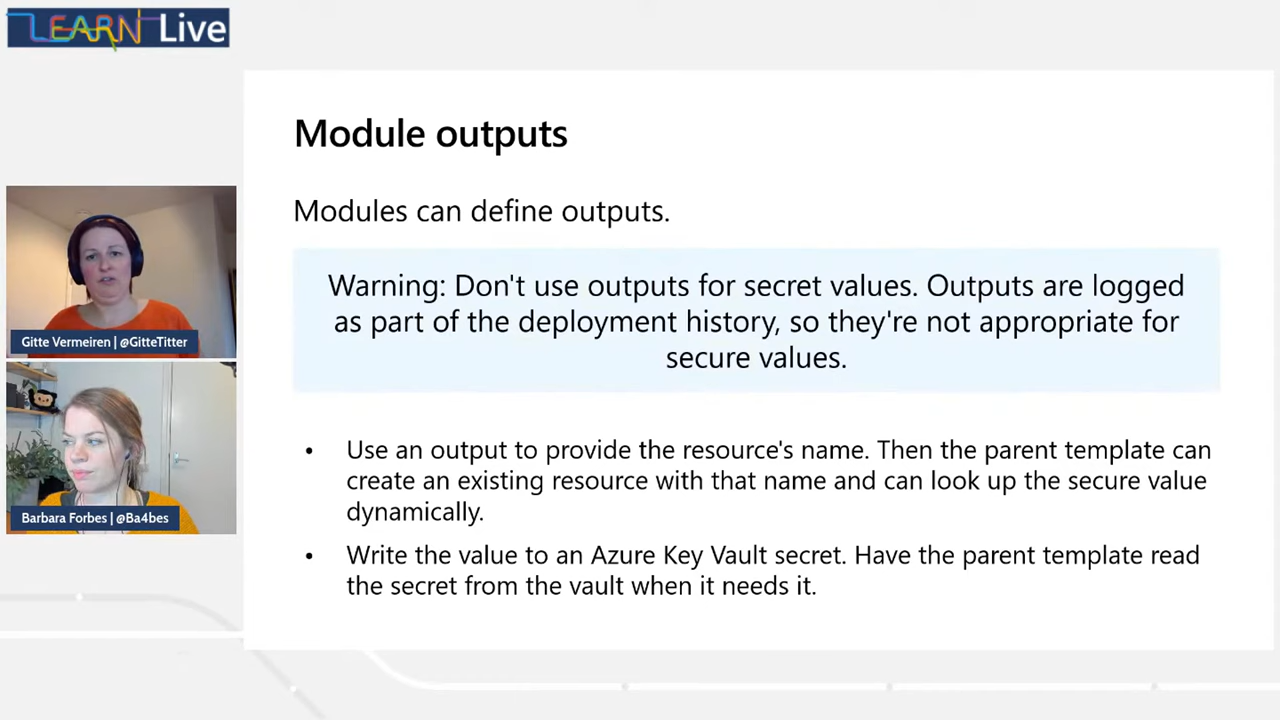 LEARN Live
Module outputs
Modules can define outputs.
Warning: Don't use outputs for secret values. Outputs are logged
as part of the deployment history, so they're not appropriate for
secure values.
• Use an output to provide the resource's name. Then the parent template can
create an existing resource with that name and can look up the secure value
dynamically.
• Write the value to an Azure Key Vault secret. Have the parent template read
the secret from the vault when it needs it.
Gitte Vermeiren | @GitteTitter
Barbara Forbes | @Ba4bes